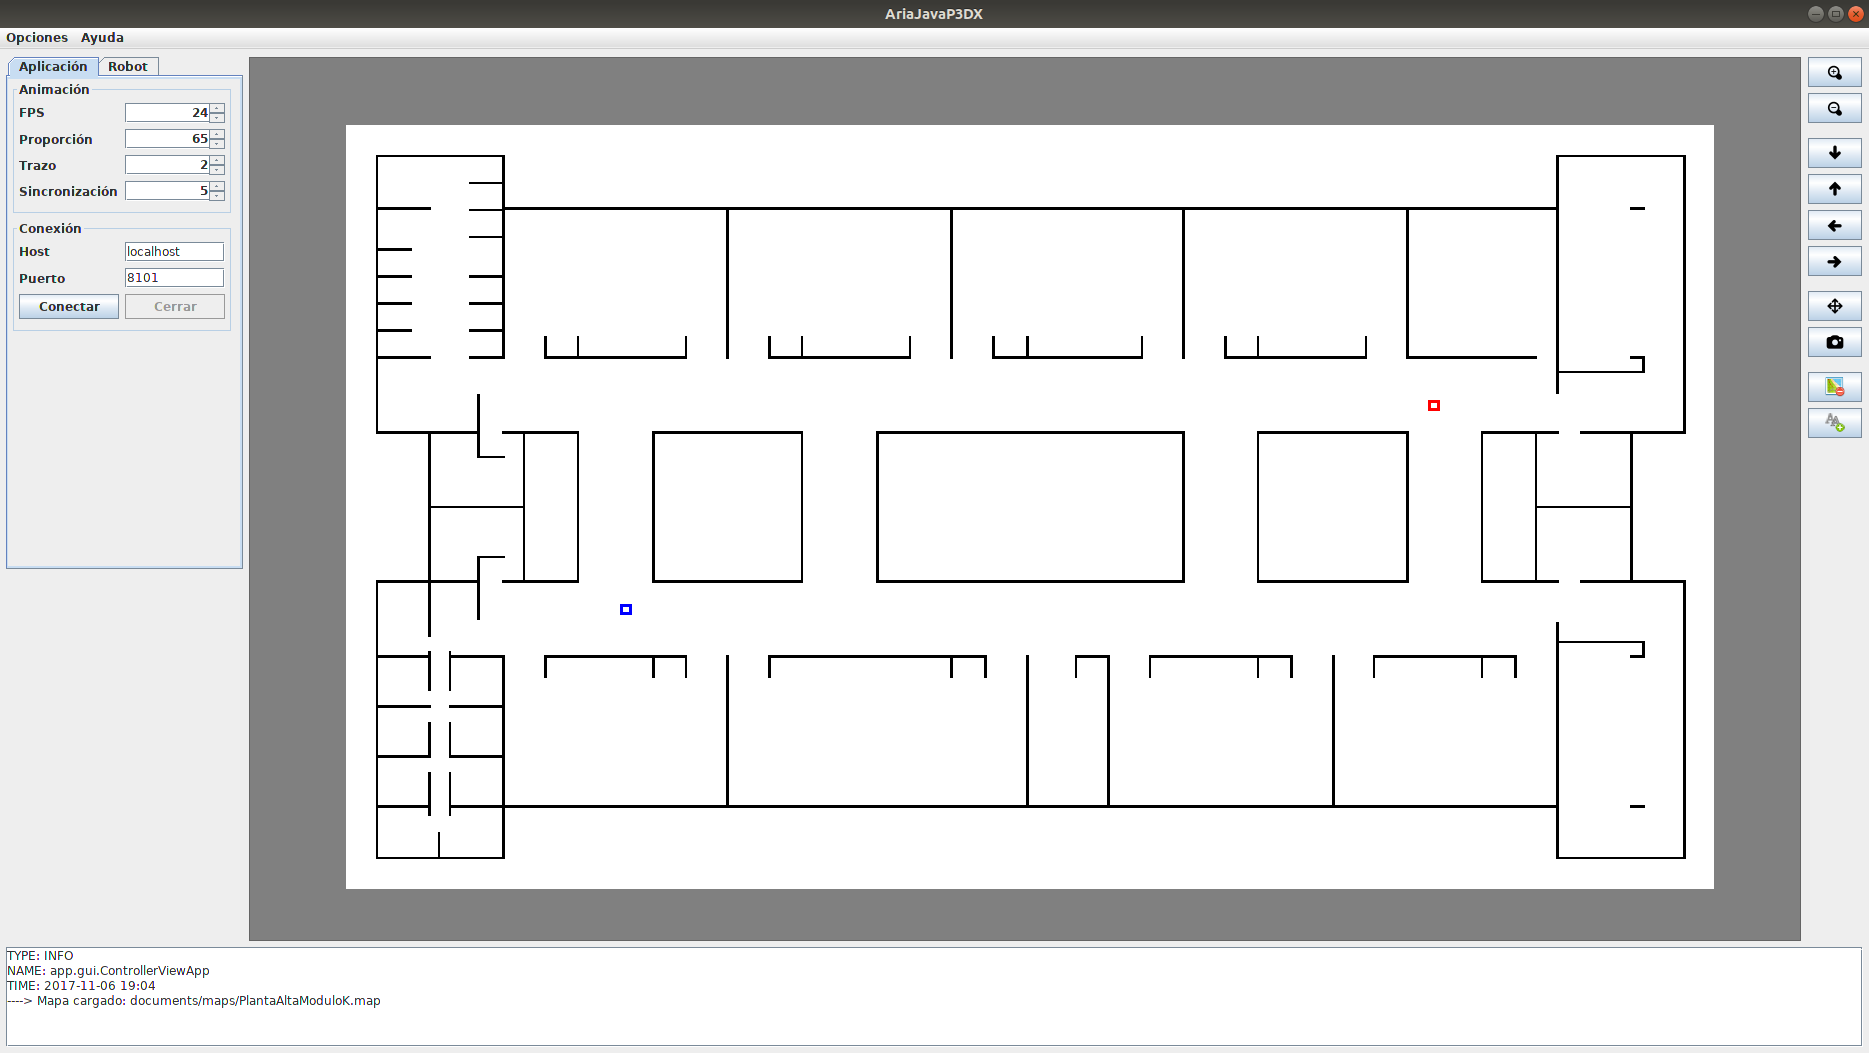 AriaJavaP3DX
Opciones Ayuda
Aplicación Robot
Animación
FPS 24
Proporción 65
Trazo 2
Sincronización 5
Conexión
Host localhost
Puerto 8101
Conectar Cerrar
TYPE: INFO
NAME: app.gui.ControllerViewApp
TIME: 2017-11-06 19:04
----> Mapa cargado: documents/maps/PlantaAltaModuloK.map